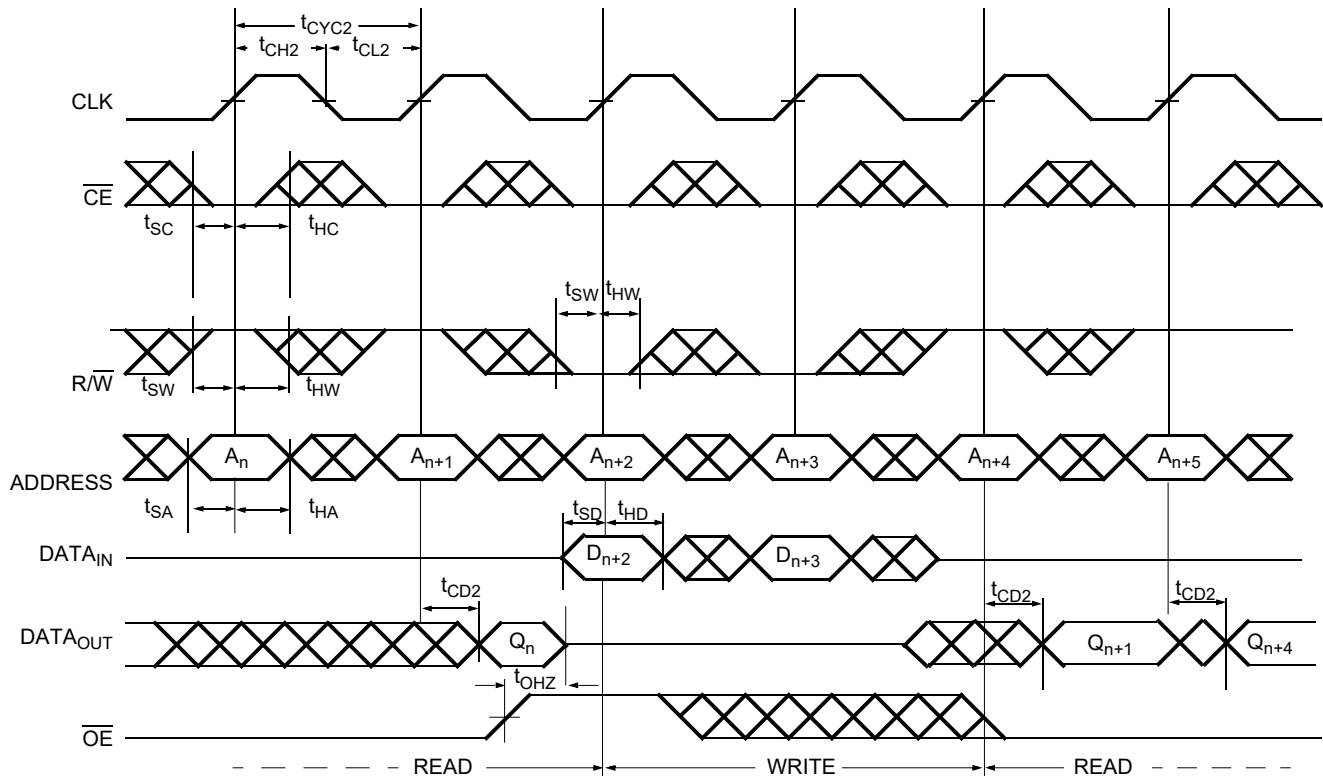 tCYC2
tCH2 tCL2
CLK
CE
tSC tHC
tSW tHW
R/W
tSW tHW
An An+1 An+2 An+3 An+4 An+5
ADDRESS
tSA tHA tSD tHD
DATAIN Dn+2 Dn+3
tCD2 tCD2 tCD2
DATAOUT Qn Qn+1 Qn+4
tOHZ
OE
READ WRITE READ